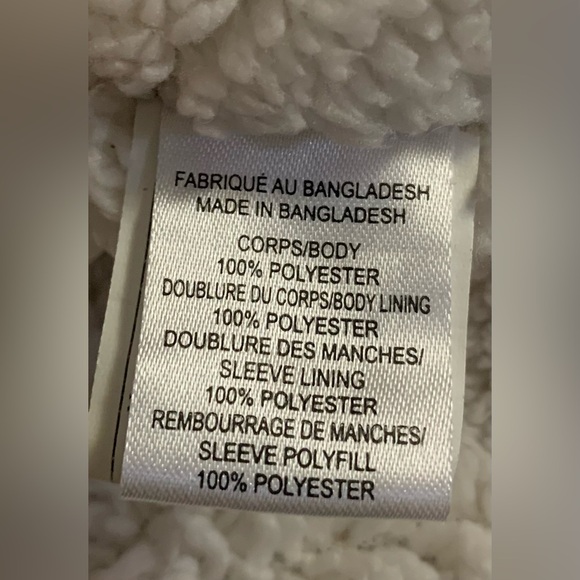 FABRIQUÉ AU BANGLADESH
MADE IN BANGLADESH
CORPS/BODY
100% POLYESTER
DOUBLURE DU CORPS/BODY LINING
100% POLYESTER
DOUBLURE DES MANCHES/
SLEEVE LINING
100% POLYESTER
REMBOURRAGE DE MANCHES/
SLEEVE POLYFILL
100% POLYESTER